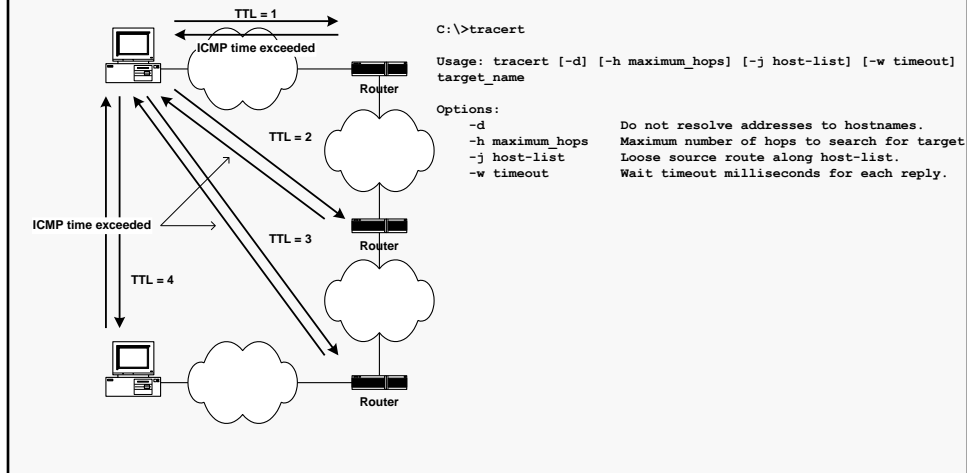 TTL = 1
ICMP time exceeded
Router
TTL = 2
ICMP time exceeded
Router
TTL = 3
TTL = 4
Router
C:\>tracert
Usage: tracert [-d] [-h maximum_hops] [-j host-list] [-w timeout]
target_name
Options:
-d Do not resolve addresses to hostnames.
-h maximum_hops Maximum number of hops to search for target
-j host-list Loose source route along host-list.
-w timeout Wait timeout milliseconds for each reply.